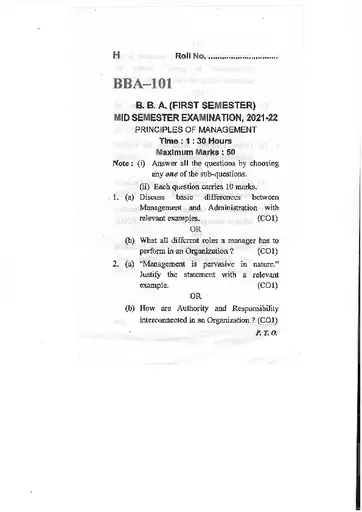 H Roll No. ..............................
BBA–101
B. B. A. (FIRST SEMESTER)
MID SEMESTER EXAMINATION, 2021-22
PRINCIPLES OF MANAGEMENT
Time : 1 : 30 Hours
Maximum Marks : 50
Note : (i) Answer all the questions by choosing
any one of the sub-questions.
(ii) Each question carries 10 marks.
1. (a) Discuss basic differences between
Management and Administration with
relevant examples. (CO1)
OR
(b) What all different roles a manager has to
perform in an Organization ? (CO1)
2. (a) “Management is pervasive in nature.”
Justify the statement with a relevant
example. (CO1)
OR
(b) How are Authority and Responsibility
interconnected in an Organization ? (CO1)
P. T. O.